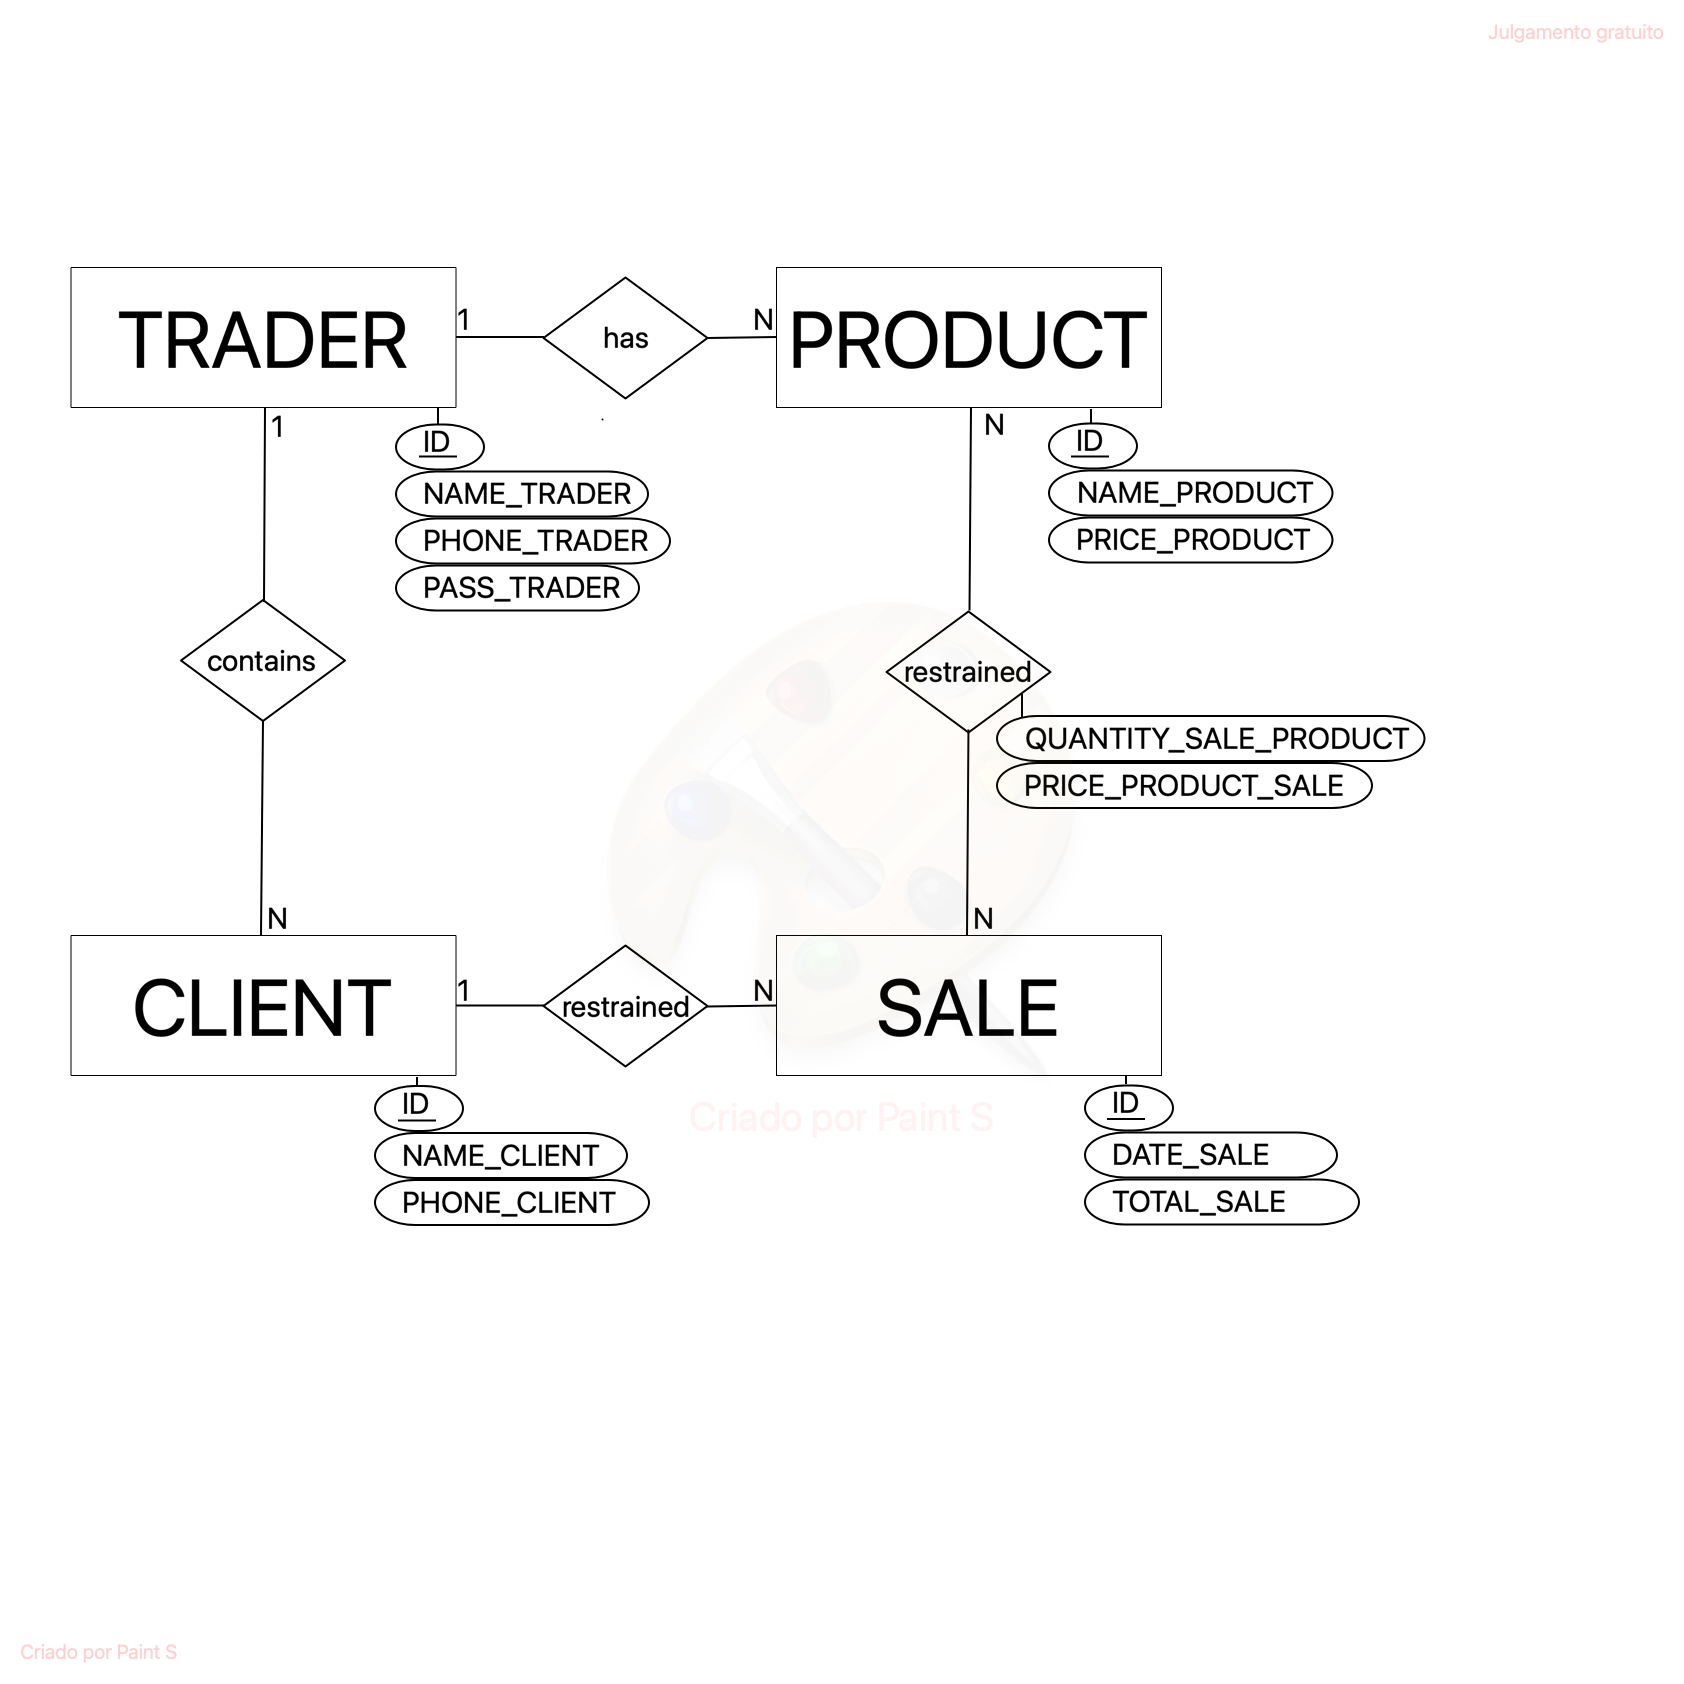 Julgamento gratuito
TRADER
1
has
N
PRODUCT
1
ID
NAME_TRADER
PHONE_TRADER
PASS_TRADER
N
ID
NAME_PRODUCT
PRICE_PRODUCT
contains
restrained
QUANTITY_SALE_PRODUCT
PRICE_PRODUCT_SALE
N
N
CLIENT
1
restrained
N
SALE
ID
NAME_CLIENT
PHONE_CLIENT
ID
DATE_SALE
TOTAL_SALE
Criado por Paint S
Criado por Paint S